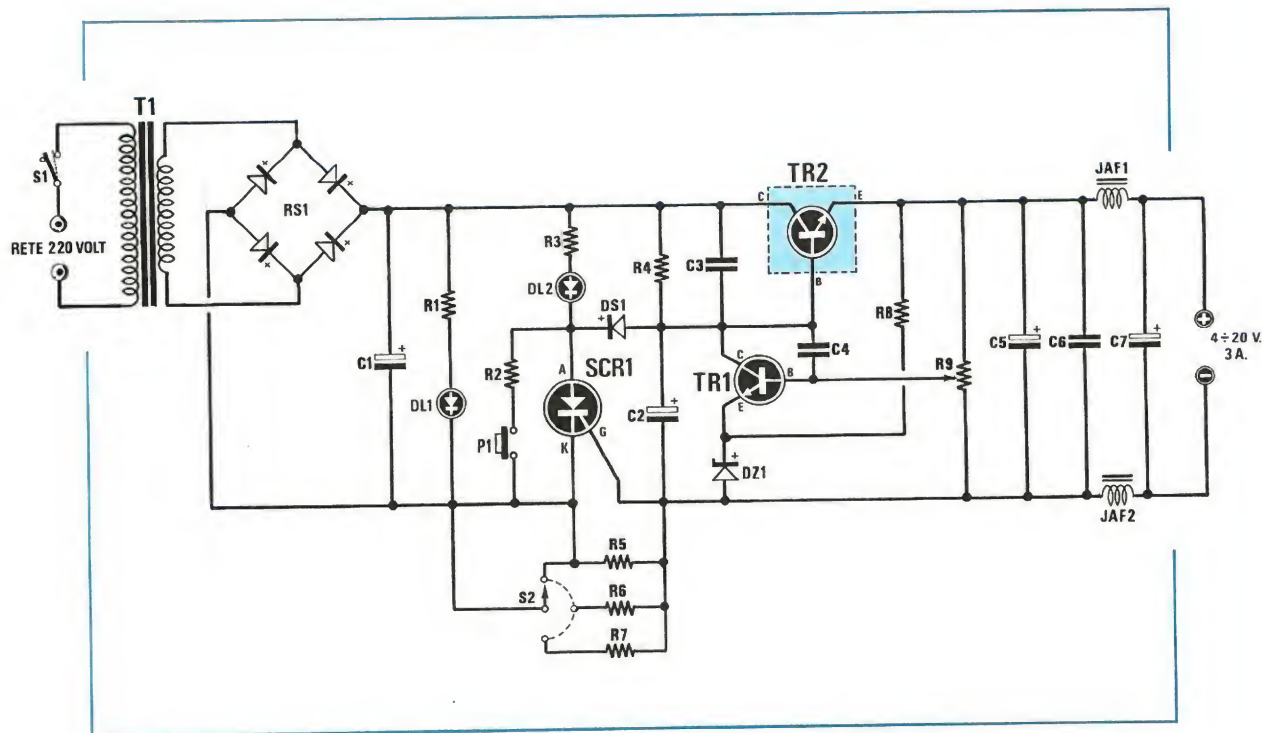 T1
S1
RETE 220 VOLT
RS1
C1
+
R1
DL1
R3
DL2
R2
P1
A
SCR1
G
K
DS1
+
R4
C2
+
C3
TR2
C
E
B
C4
TR1
C
B
E
DZ1
+
R8
R9
C5
+
C6
JAF1
C7
+
JAF2
+
4÷20 V.
3A.
−
S2
R5
R6
R7